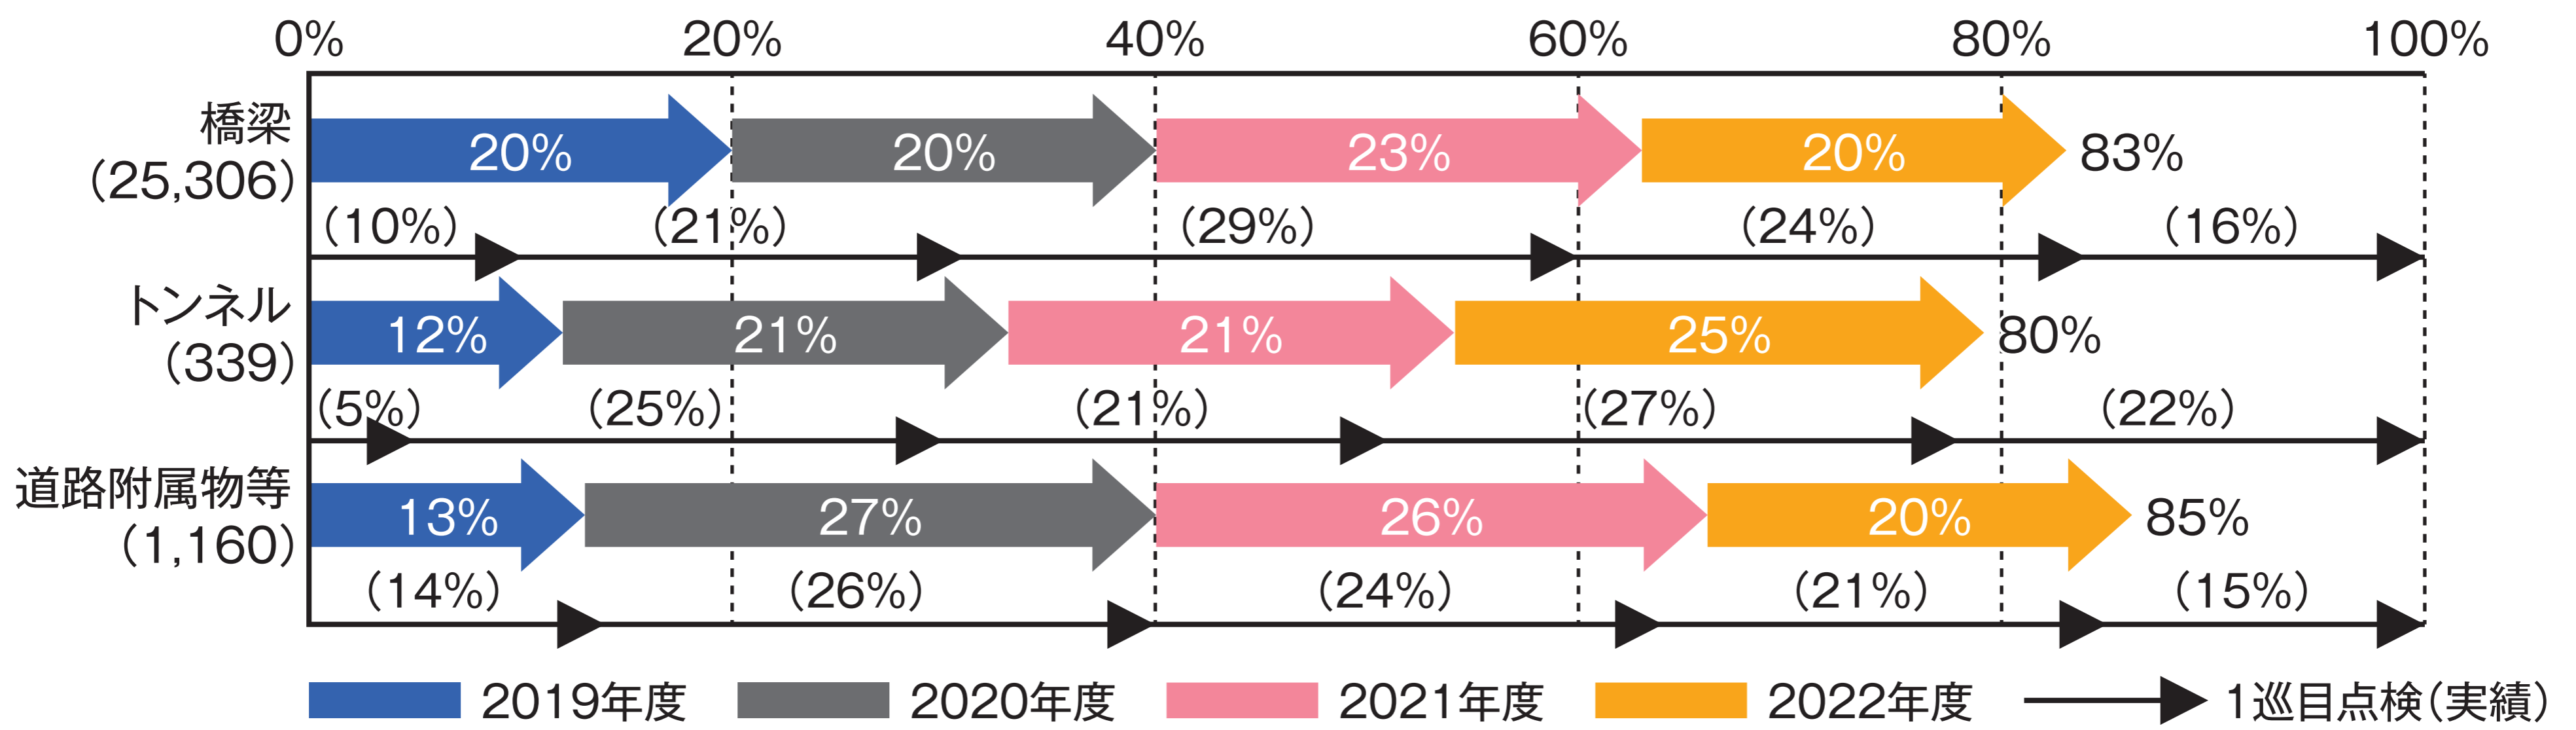 0% 20% 40% 60% 80% 100%
橋梁
(25,306)
20% 20% 23% 20% 83%
(10%) (21%) (29%) (24%) (16%)
トンネル
(339)
12% 21% 21% 25% 80%
(5%) (25%) (21%) (27%) (22%)
道路附属物等
(1,160)
13% 27% 26% 20% 85%
(14%) (26%) (24%) (21%) (15%)
2019年度 2020年度 2021年度 2022年度 1巡目点検(実績)